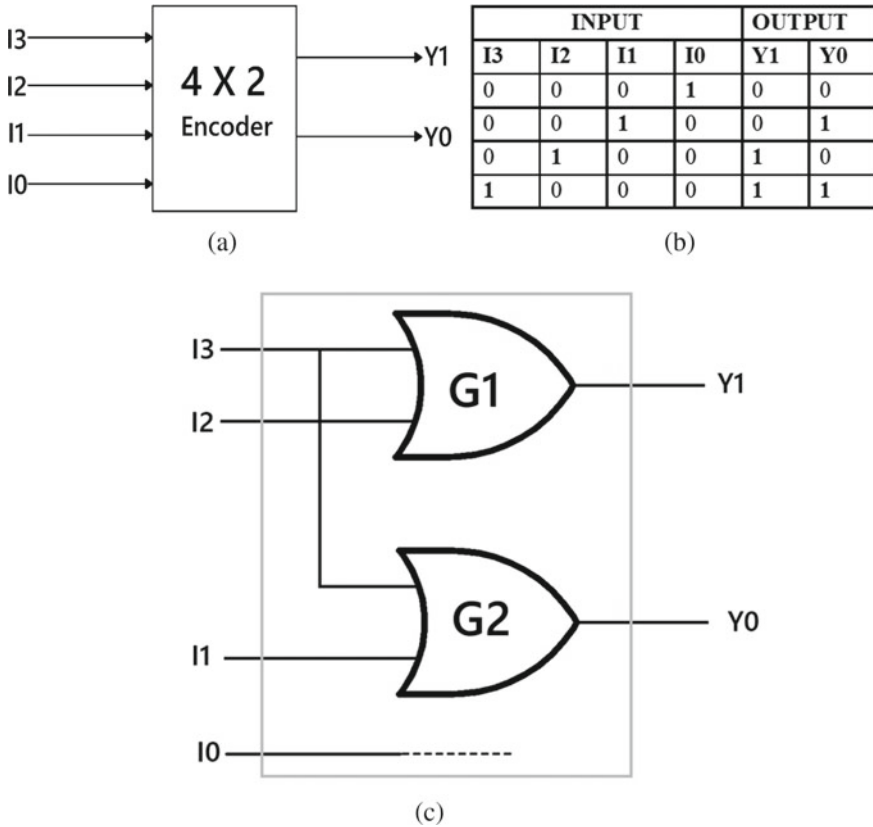 I3
I2
I1
I0
4 X 2
Encoder
Y1
Y0
(a)
INPUT OUTPUT
I3 I2 I1 I0 Y1 Y0
0 0 0 1 0 0
0 0 1 0 0 1
0 1 0 0 1 0
1 0 0 0 1 1
(b)
I3
I2
G1
Y1
G2
Y0
I1
I0
(c)